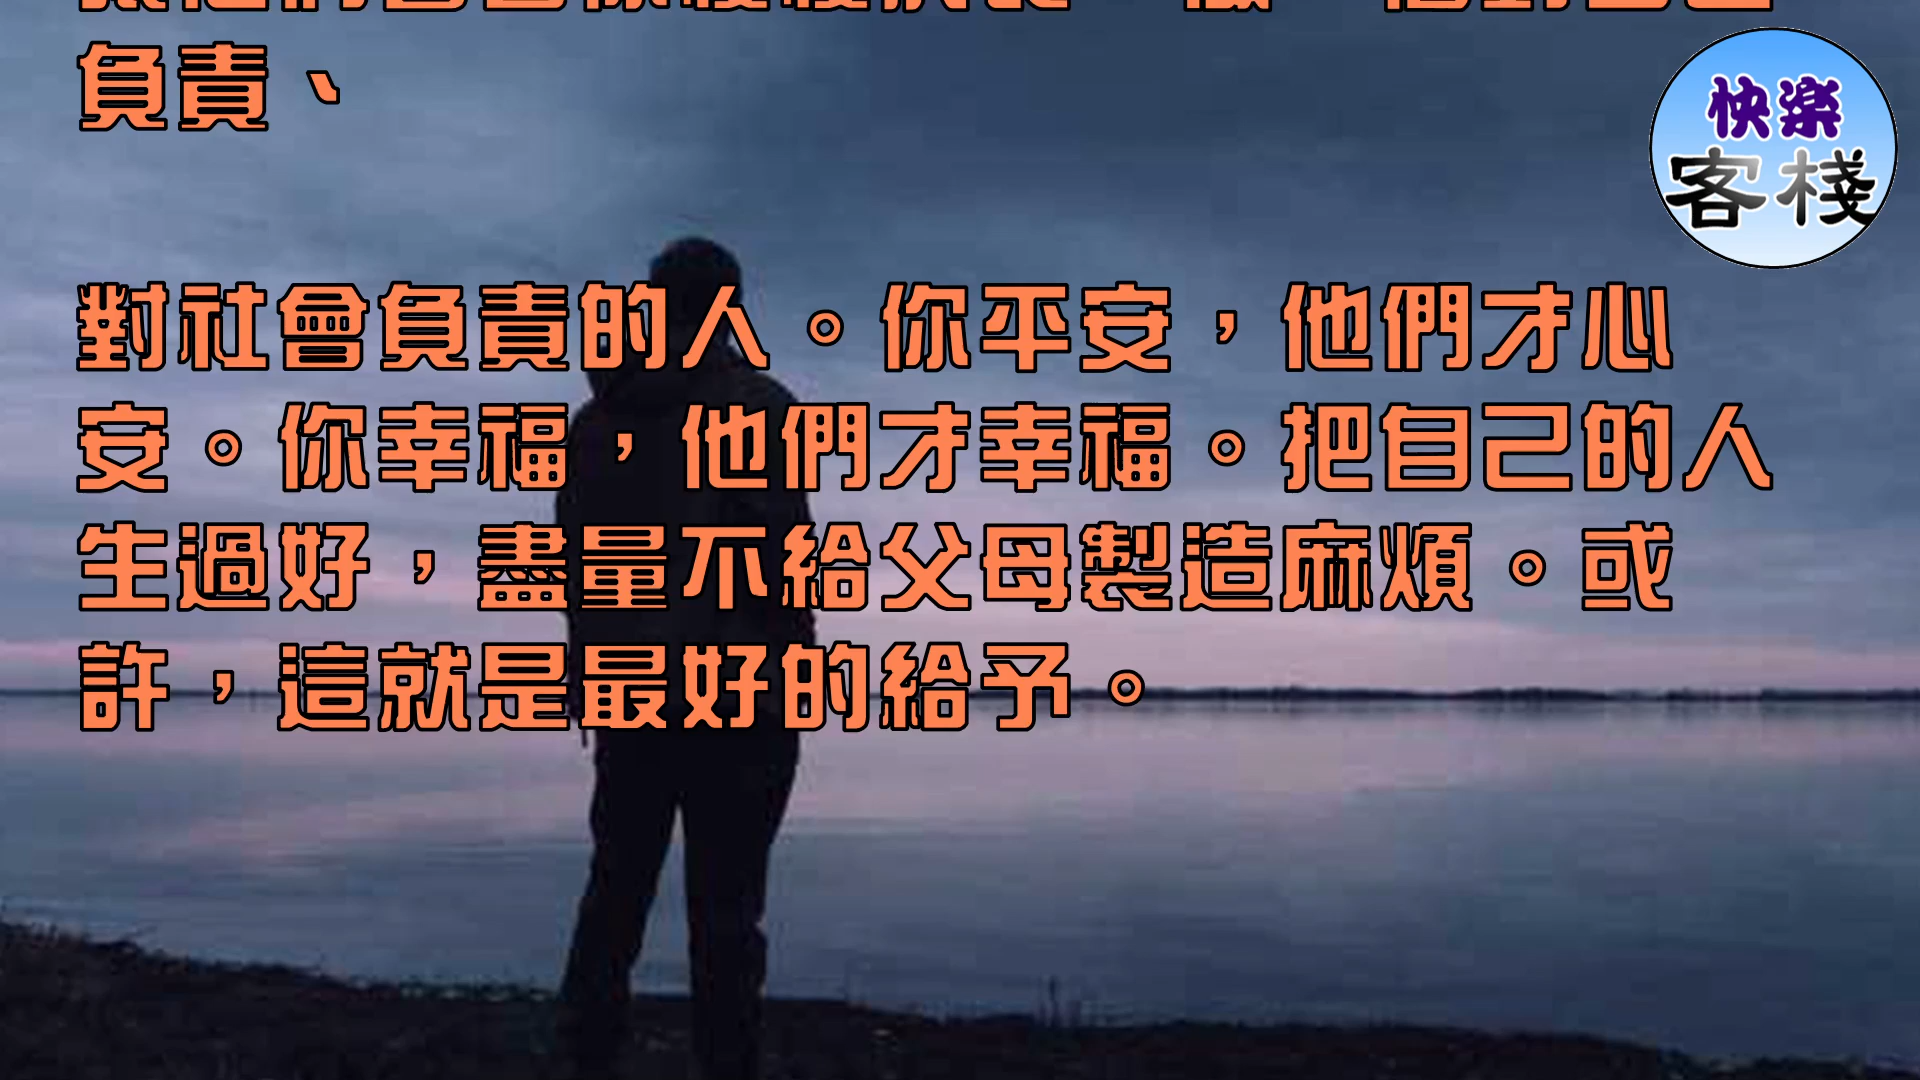 負責、
快樂
客棧
對社會負責的人。你平安，他們才心
安。你幸福，他們才幸福。把自己的人
生過好，盡量不給父母製造麻煩。或
許，這就是最好的給予。